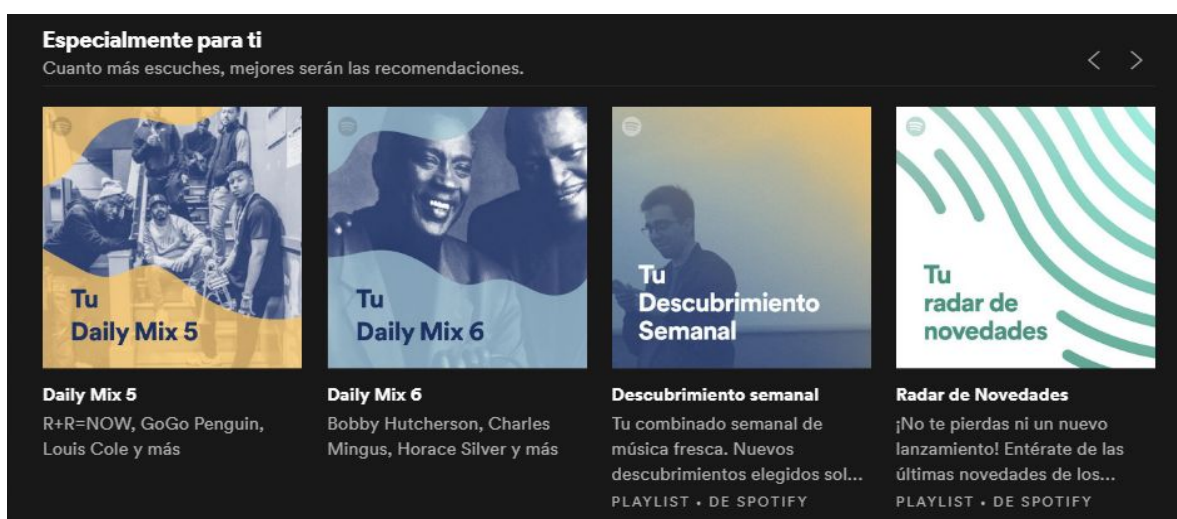 Especialmente para ti
Cuanto más escuches, mejores serán las recomendaciones.
Tu
Daily Mix 5
Daily Mix 5
R+R=NOW, GoGo Penguin,
Louis Cole y más
Tu
Daily Mix 6
Daily Mix 6
Bobby Hutcherson, Charles
Mingus, Horace Silver y más
Tu
Descubrimiento
Semanal
Descubrimiento semanal
Tu combinado semanal de
música fresca. Nuevos
descubrimientos elegidos sol...
PLAYLIST • DE SPOTIFY
Tu
radar de
novedades
Radar de Novedades
¡No te pierdas ni un nuevo
lanzamiento! Entérate de las
últimas novedades de los...
PLAYLIST • DE SPOTIFY